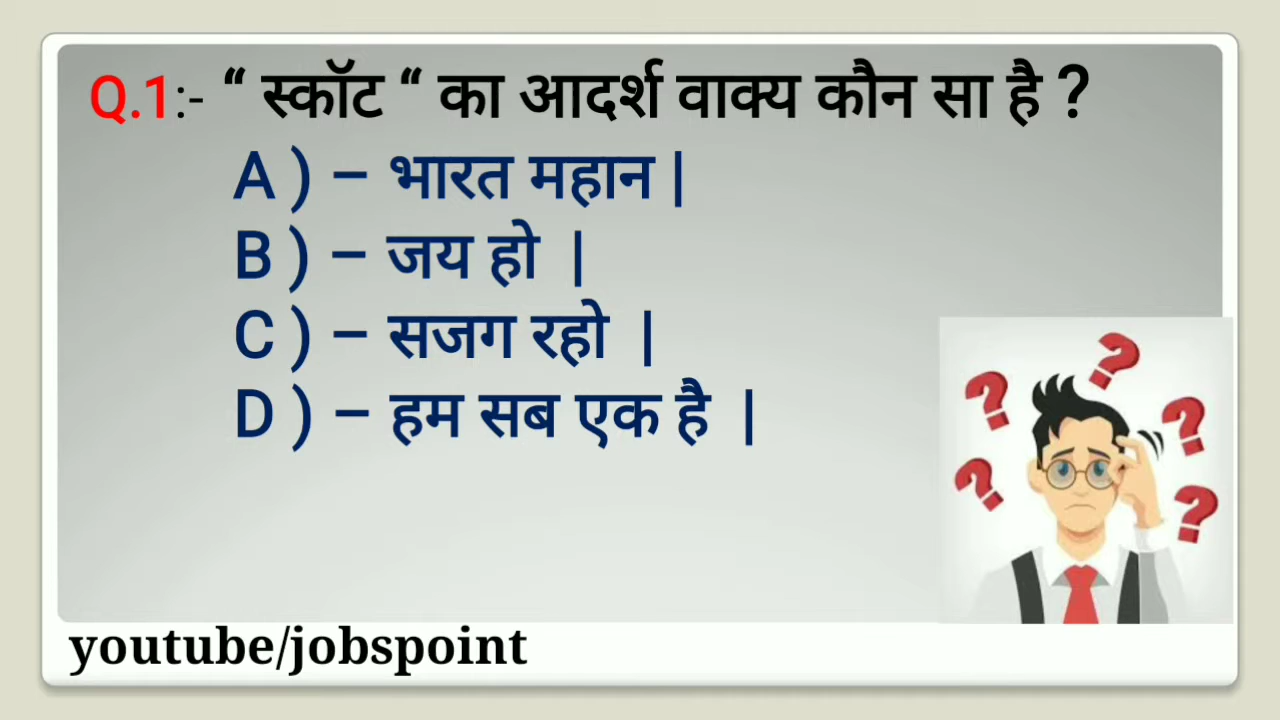 Q.1:- “ स्कॉट “ का आदर्श वाक्य कौन सा है ?
A ) – भारत महान |
B ) – जय हो |
C ) – सजग रहो |
D ) – हम सब एक है |
youtube/jobspoint